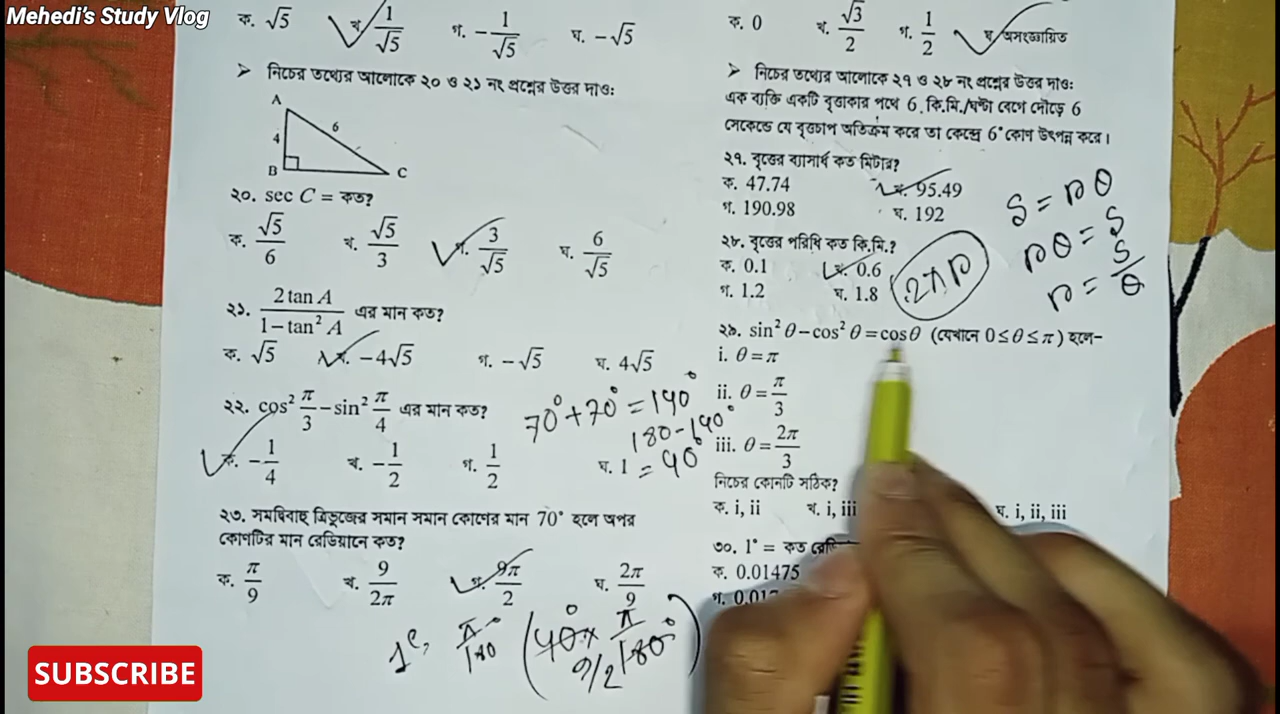 Mehedi's Study Vlog
ক. √5 খ. 1/√5 গ. -1/√5 ঘ. -√5
➤ নিচের তথ্যের আলোকে ২০ ও ২১ নং প্রশ্নের উত্তর দাও:
A
6
4
B
C
২০. sec C = কত?
ক. √5/6 খ. √5/3 গ. 3/√5 ঘ. 6/√5
২১. 2 tan A / 1 - tan² A এর মান কত?
ক. √5 খ. -4√5 গ. -√5 ঘ. 4√5
২২. cos² π/3 - sin² π/4 এর মান কত?
ক. -1/4 খ. -1/2 গ. 1/2 ঘ. 1
70° + 70° = 140°
180 - 140°
= 40°
২৩. সমদ্বিবাহু ত্রিভুজের সমান সমান কোণের মান 70° হলে অপর
কোণটির মান রেডিয়ানে কত?
ক. π/9 খ. 9/2π গ. 9π/2 ঘ. 2π/9
ক. 0 খ. √3/2 গ. 1/2 ঘ. অসংজ্ঞায়িত
➤ নিচের তথ্যের আলোকে ২৭ ও ২৮ নং প্রশ্নের উত্তর দাও:
এক ব্যক্তি একটি বৃত্তাকার পথে 6 কি.মি./ঘণ্টা বেগে দৌড়ে 6
সেকেন্ডে যে বৃত্তচাপ অতিক্রম করে তা কেন্দ্রে 6° কোণ উৎপন্ন করে।
২৭. বৃত্তের ব্যাসার্ধ কত মিটার?
ক. 47.74 খ. 95.49
গ. 190.98 ঘ. 192
২৮. বৃত্তের পরিধি কত কি.মি.?
ক. 0.1 খ. 0.6
গ. 1.2 ঘ. 1.8
S = rθ
rθ = S
r = S/θ
2πr
২৯. sin² θ - cos² θ = cos θ (যেখানে 0 ≤ θ ≤ π) হলে-
i. θ = π
ii. θ = π/3
iii. θ = 2π/3
নিচের কোনটি সঠিক?
ক. i, ii খ. i, iii ঘ. i, ii, iii
৩০. 1° = কত
ক. 0.01475
SUBSCRIBE